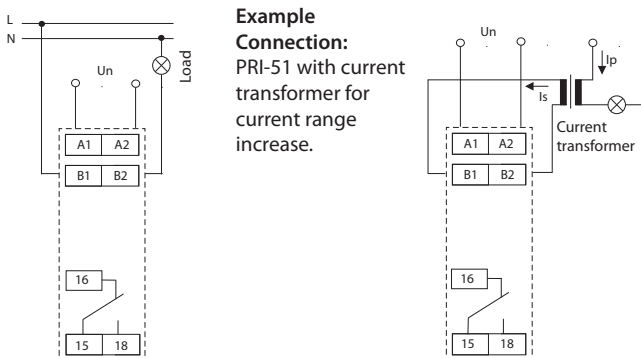 L
N
Un
Load
A1 A2
B1 B2
16
15 18
Example
Connection:
PRI-51 with current
transformer for
current range
increase.
Un
Ip
Is
Current
transformer
A1 A2
B1 B2
16
15 18